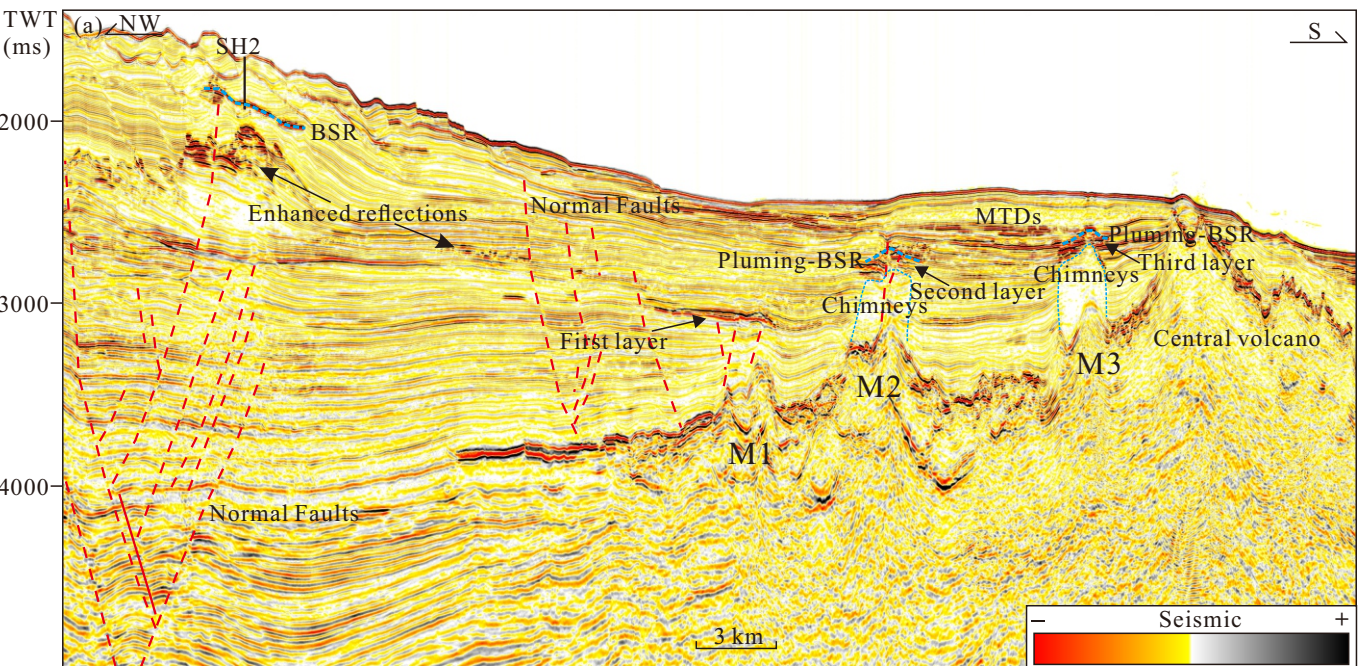 TWT
(ms)
(a)
NW
S
SH2
2000
BSR
Enhanced reflections
Normal Faults
MTDs
Pluming-BSR
Pluming-BSR
Third layer
Chimneys
Second layer
3000
Chimneys
First layer
Central volcano
M3
M2
M1
4000
Normal Faults
3 km
− Seismic +